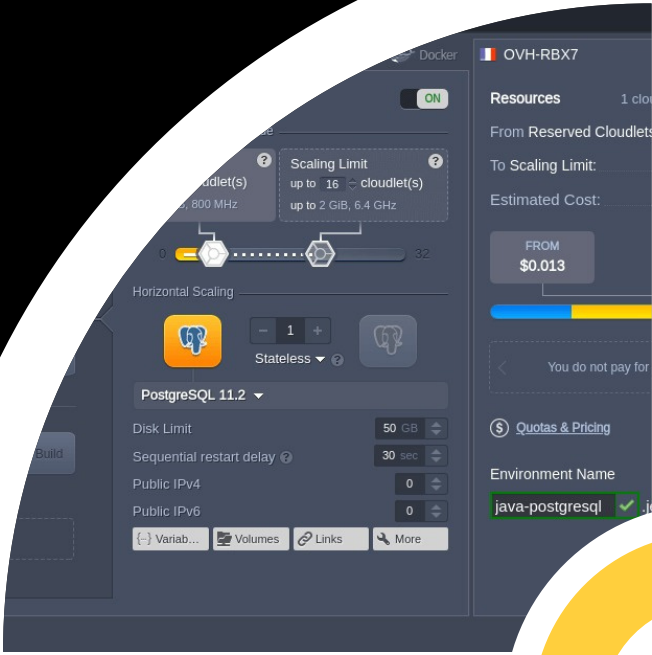 Docker
ON
Scaling Limit
up to 16 cloudlet(s)
up to 2 GiB, 6.4 GHz
800 MHz
0
32
Horizontal Scaling
1
Stateless
PostgreSQL 11.2
Disk Limit 50 GB
Sequential restart delay 30 sec
Public IPv4 0
Public IPv6 0
Variab... Volumes Links More
Build
OVH-RBX7
Resources 1
From Reserved Cloudlets
To Scaling Limit:
Estimated Cost:
FROM
$0.013
You do not pay for
Quotas & Pricing
Environment Name
java-postgresql